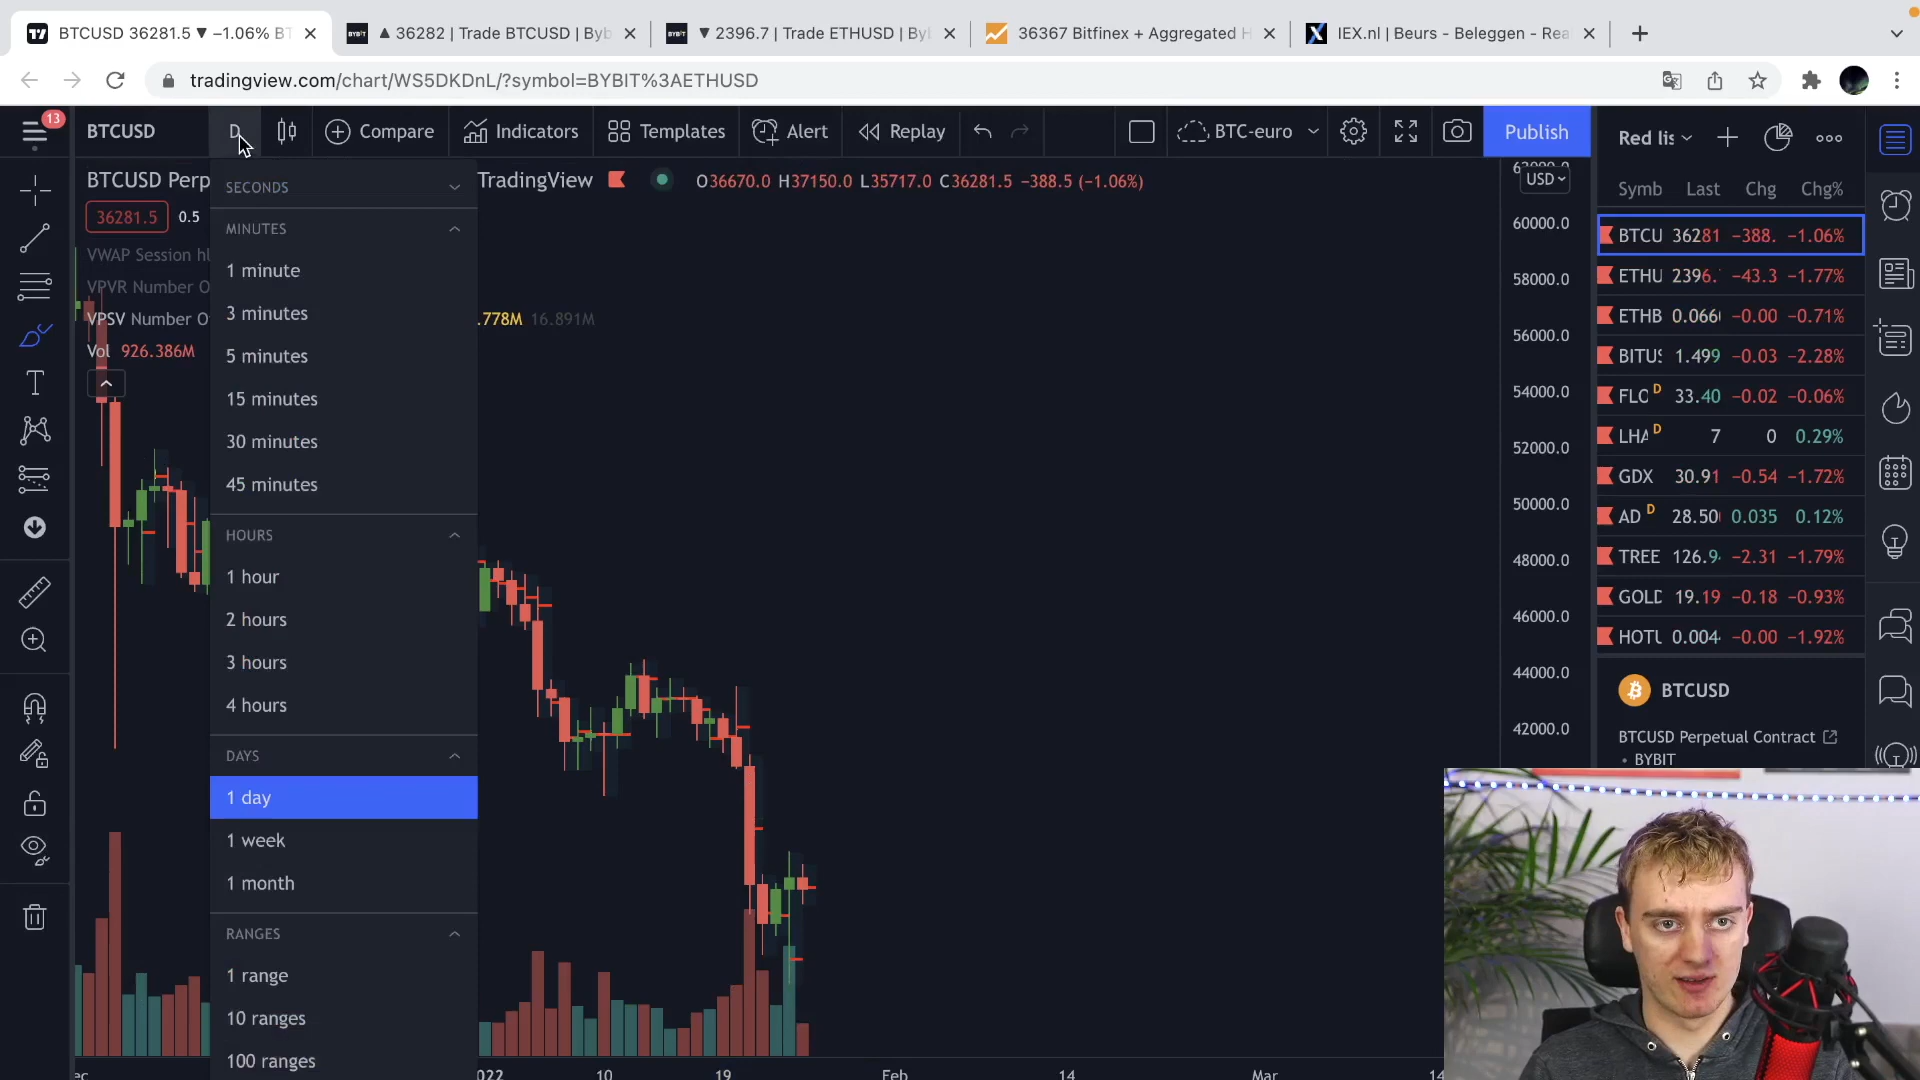 BTCUSD 36281.5 ▼ −1.06% BT
▲ 36282 | Trade BTCUSD | Byb
▼ 2396.7 | Trade ETHUSD | Byb
36367 Bitfinex + Aggregated H
IEX.nl | Beurs - Beleggen - Rea
tradingview.com/chart/WS5DKDnL/?symbol=BYBIT%3AETHUSD
13
BTCUSD
D
Compare
Indicators
Templates
Alert
Replay
BTC-euro
Publish
BTCUSD Perp
TradingView
O36670.0 H37150.0 L35717.0 C36281.5 −388.5 (−1.06%)
36281.5 0.5
VWAP Session hl
VPVR Number O
VPSV Number O
.778M 16.891M
Vol 926.386M
SECONDS
MINUTES
1 minute
3 minutes
5 minutes
15 minutes
30 minutes
45 minutes
HOURS
1 hour
2 hours
3 hours
4 hours
DAYS
1 day
1 week
1 month
RANGES
1 range
10 ranges
100 ranges
USD
60000.0
58000.0
56000.0
54000.0
52000.0
50000.0
48000.0
46000.0
44000.0
42000.0
2022
10
19
Feb
14
Mar
14
Red lis
Symb Last Chg Chg%
BTCU 36281 −388. −1.06%
ETHU 2396. −43.3 −1.77%
ETHB 0.066 −0.00 −0.71%
BITUS 1.499 −0.03 −2.28%
FLO D 33.40 −0.02 −0.06%
LHA D 7 0 0.29%
GDX 30.91 −0.54 −1.72%
AD D 28.50 0.035 0.12%
TREE 126.9 −2.31 −1.79%
GOLD 19.19 −0.18 −0.93%
HOTU 0.004 −0.00 −1.92%
BTCUSD
BTCUSD Perpetual Contract
• BYBIT